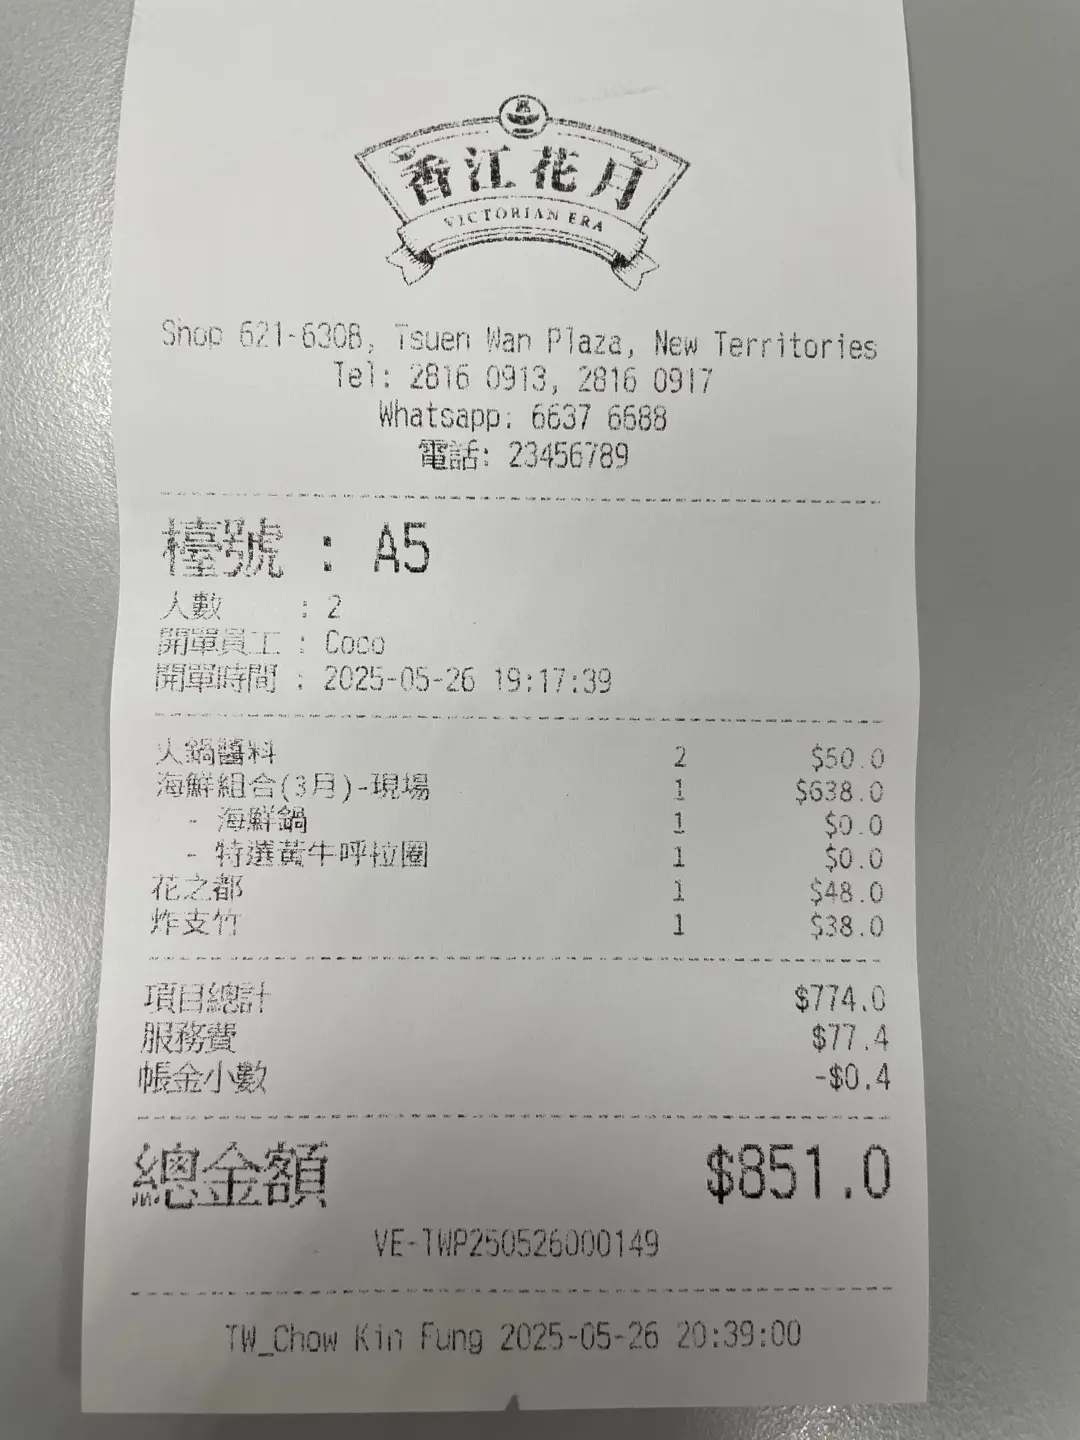 香江花月
VICTORIAN ERA
Shop 621-630B, Tsuen Wan Plaza, New Territories
Tel: 2816 0913, 2816 0917
Whatsapp: 6637 6688
電話: 23456789
檯號 : A5
人數 : 2
開單員工 : Coco
開單時間 : 2025-05-26 19:17:39
火鍋醬料 2 $50.0
海鮮組合(3月)-現場 1 $638.0
- 海鮮鍋 1 $0.0
- 特選黃牛呼拉圈 1 $0.0
花之都 1 $48.0
炸支竹 1 $38.0
項目總計 $774.0
服務費 $77.4
帳金小數 -$0.4
總金額 $851.0
VE-TWP250526000149
TW_Chow Kin Fung 2025-05-26 20:39:00